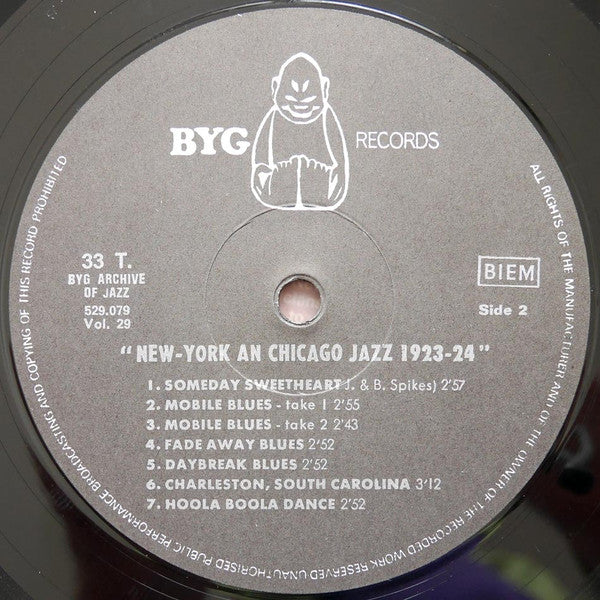 BYG RECORDS
33 T.
BYG ARCHIVE
OF JAZZ
529.079
Vol. 29
BIEM
Side 2
"NEW-YORK AN CHICAGO JAZZ 1923-24"
1. SOMEDAY SWEETHEART J. & B. Spikes) 2'57
2. MOBILE BLUES - take 1 2'55
3. MOBILE BLUES - take 2 2'43
4. FADE AWAY BLUES 2'52
5. DAYBREAK BLUES 2'52
6. CHARLESTON, SOUTH CAROLINA 3'12
7. HOOLA BOOLA DANCE 2'52
ALL RIGHTS OF THE MANUFACTURER AND OF THE OWNER OF THE RECORDED WORK RESERVED UNAUTHORISED PUBLIC PERFORMANCE BROADCASTING AND COPYING OF THIS RECORD PROHIBITED